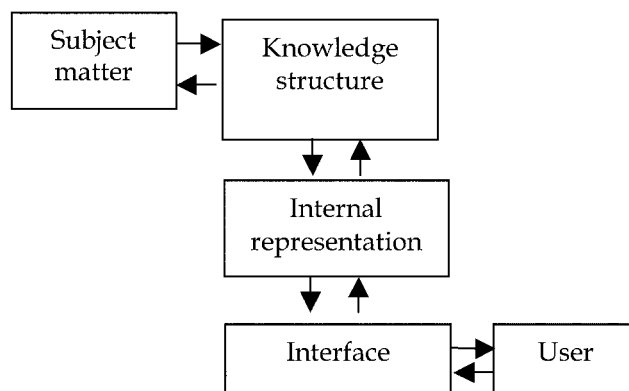 Subject
matter
Knowledge
structure
Internal
representation
Interface
User